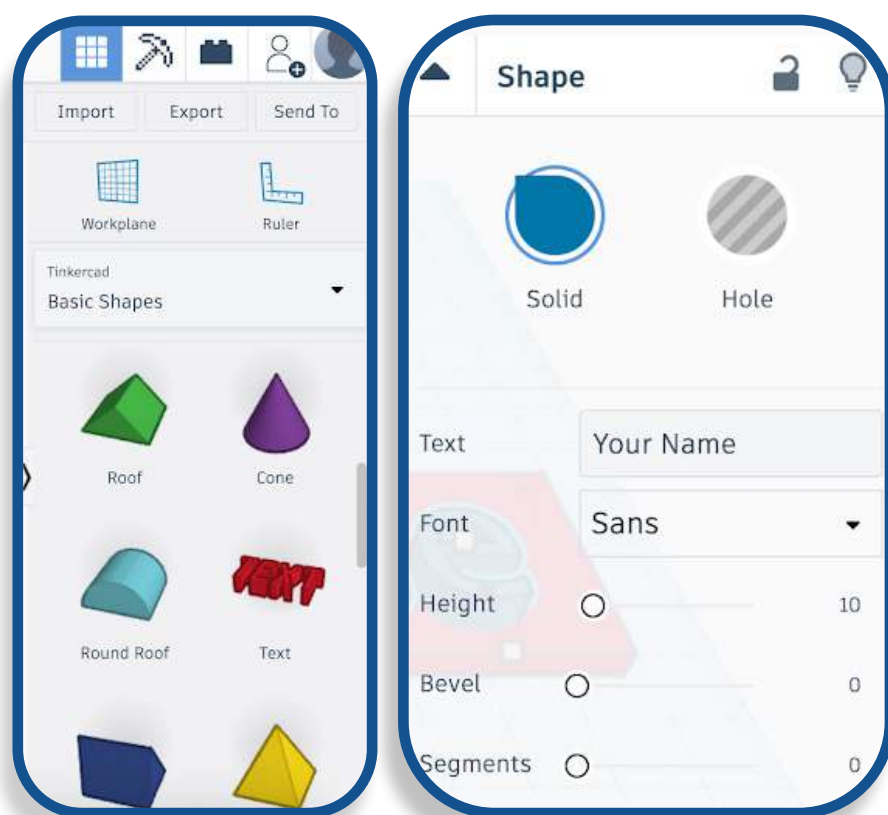 Import Export Send To
Workplane Ruler
Tinkercad
Basic Shapes
Roof Cone
TEXT
Round Roof Text
Shape
Solid Hole
Text Your Name
Font Sans
Height 10
Bevel 0
Segments 0